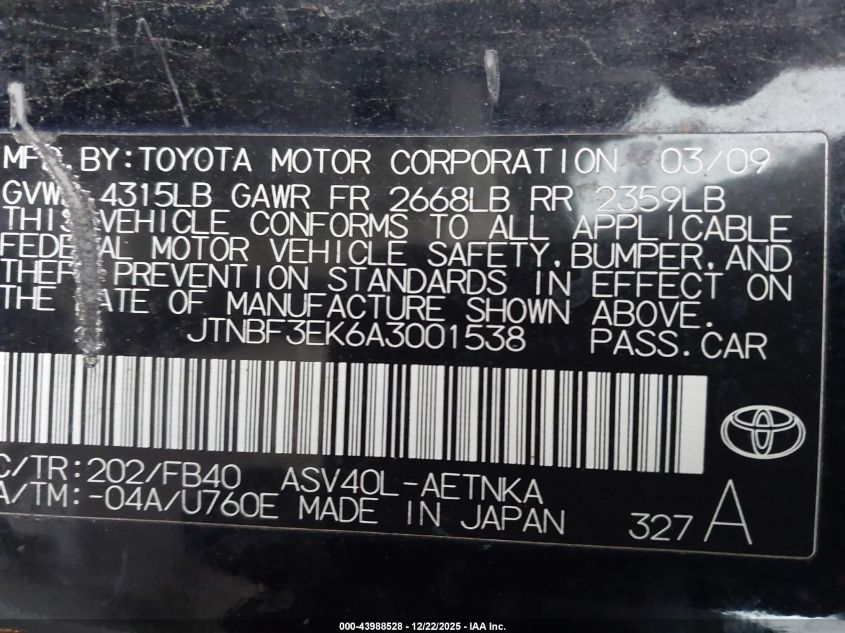 MFD. BY: TOYOTA MOTOR CORPORATION 03/09
GVWR 4315LB GAWR FR 2668LB RR 2359LB
THIS VEHICLE CONFORMS TO ALL APPLICABLE
FEDERAL MOTOR VEHICLE SAFETY, BUMPER, AND
THEFT PREVENTION STANDARDS IN EFFECT ON
THE DATE OF MANUFACTURE SHOWN ABOVE.
JTNBF3EK6A3001538 PASS. CAR
C/TR: 202/FB40 ASV40L-AETNKA
A/TM: -04A/U760E MADE IN JAPAN 327 A
000-43988528 - 12/22/2025 - IAA Inc.